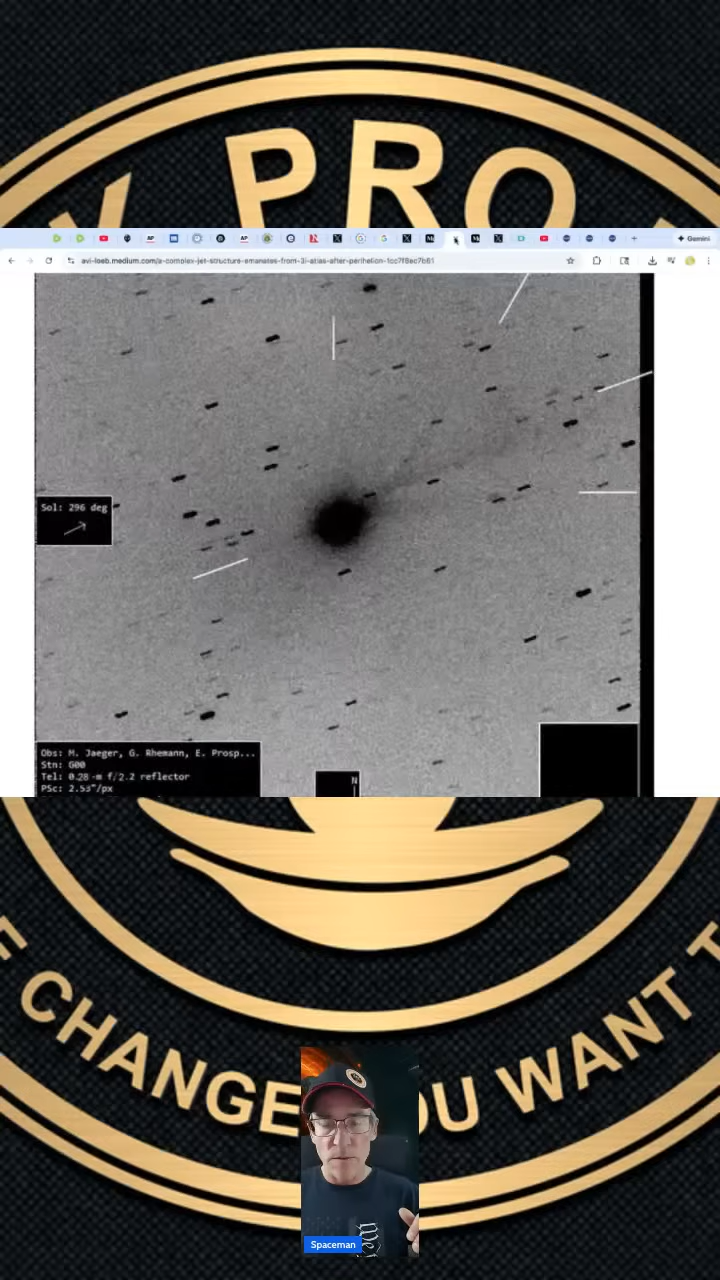 PRO
Gemini
avi-loeb.medium.com/a-complex-jet-structure-emanates-from-3i-atlas-after-perihelion-1cc7f8ec7b61
Sol: 296 deg
Obs: M. Jaeger, G. Rhemann, E. Prosp...
Stn: G00
Tel: 0.28-m f/2.2 reflector
PSc: 2.53"/px
N
CHANGE
WANT
Spaceman